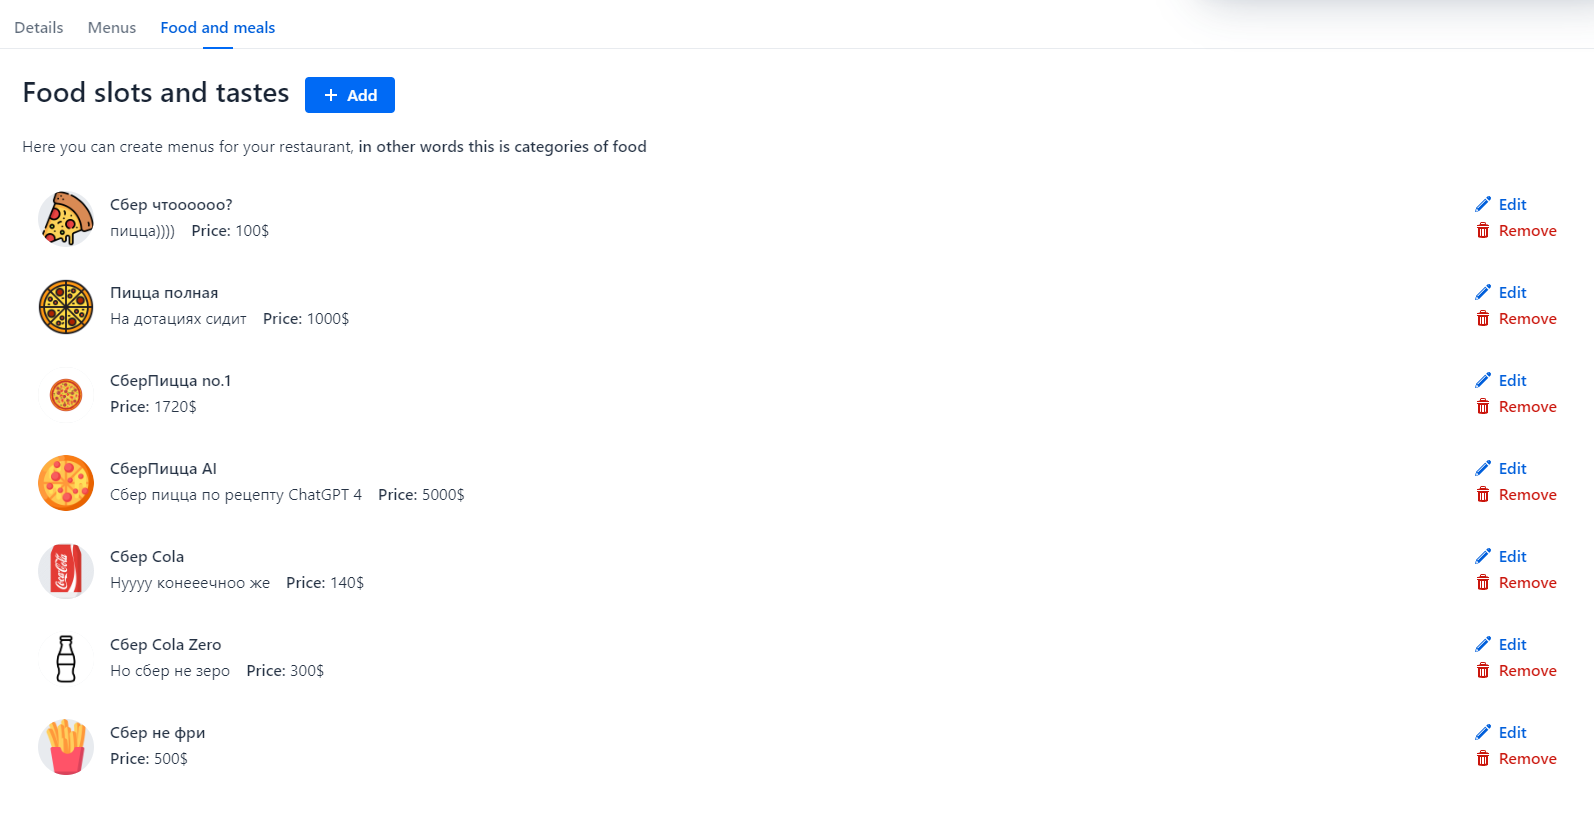 Details Menus Food and meals
Food slots and tastes + Add
Here you can create menus for your restaurant, in other words this is categories of food
Сбер чтоооооо? Edit
пицца)))) Price: 100$ Remove
Пицца полная Edit
На дотациях сидит Price: 1000$ Remove
СберПицца no.1 Edit
Price: 1720$ Remove
СберПицца AI Edit
Сбер пицца по рецепту ChatGPT 4 Price: 5000$ Remove
Coca-Cola
Сбер Cola Edit
Нуууу конееечноо же Price: 140$ Remove
Сбер Cola Zero Edit
Но сбер не зеро Price: 300$ Remove
Сбер не фри Edit
Price: 500$ Remove